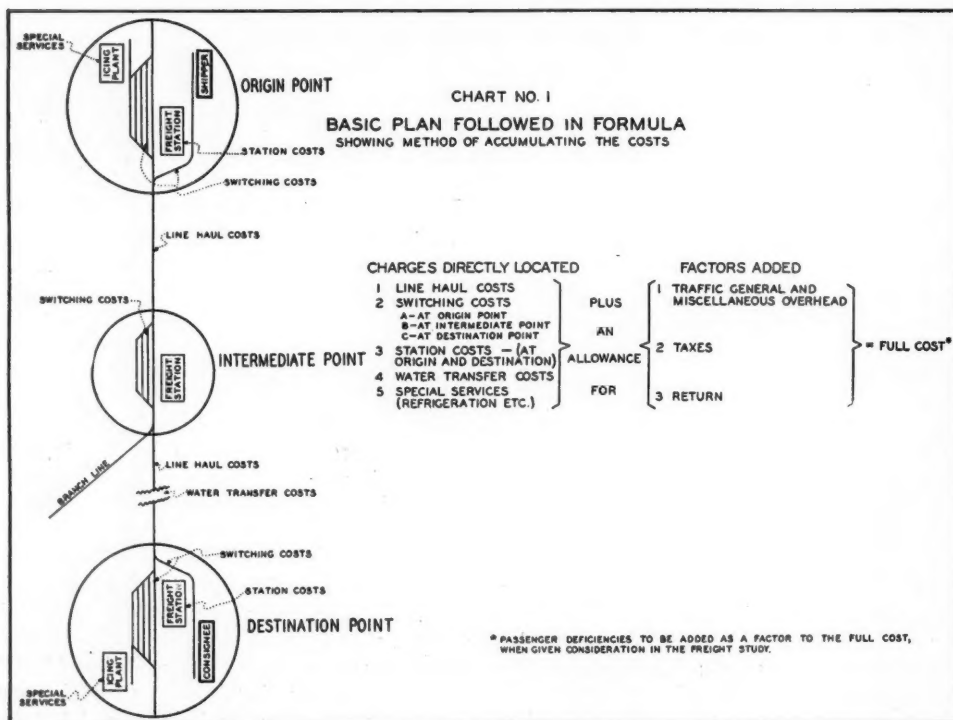 CHART NO. 1
BASIC PLAN FOLLOWED IN FORMULA
SHOWING METHOD OF ACCUMULATING THE COSTS
SPECIAL
SERVICES
ICING
PLANT
SHIPPER
ORIGIN POINT
FREIGHT
STATION
STATION COSTS
SWITCHING COSTS
LINE HAUL COSTS
SWITCHING COSTS
INTERMEDIATE POINT
FREIGHT
STATION
BRANCH LINE
LINE HAUL COSTS
WATER TRANSFER COSTS
SWITCHING COSTS
STATION COSTS
FREIGHT
STATION
DESTINATION POINT
CONSIGNEE
ICING
PLANT
SPECIAL
SERVICES
CHARGES DIRECTLY LOCATED
1 LINE HAUL COSTS
2 SWITCHING COSTS
A-AT ORIGIN POINT
B-AT INTERMEDIATE POINT
C-AT DESTINATION POINT
3 STATION COSTS — (AT
ORIGIN AND DESTINATION)
4 WATER TRANSFER COSTS
5 SPECIAL SERVICES
(REFRIGERATION ETC.)
PLUS
AN
ALLOWANCE
FOR
FACTORS ADDED
1 TRAFFIC GENERAL AND
MISCELLANEOUS OVERHEAD
2 TAXES
3 RETURN
= FULL COST*
* PASSENGER DEFICIENCIES TO BE ADDED AS A FACTOR TO THE FULL COST,
WHEN GIVEN CONSIDERATION IN THE FREIGHT STUDY.